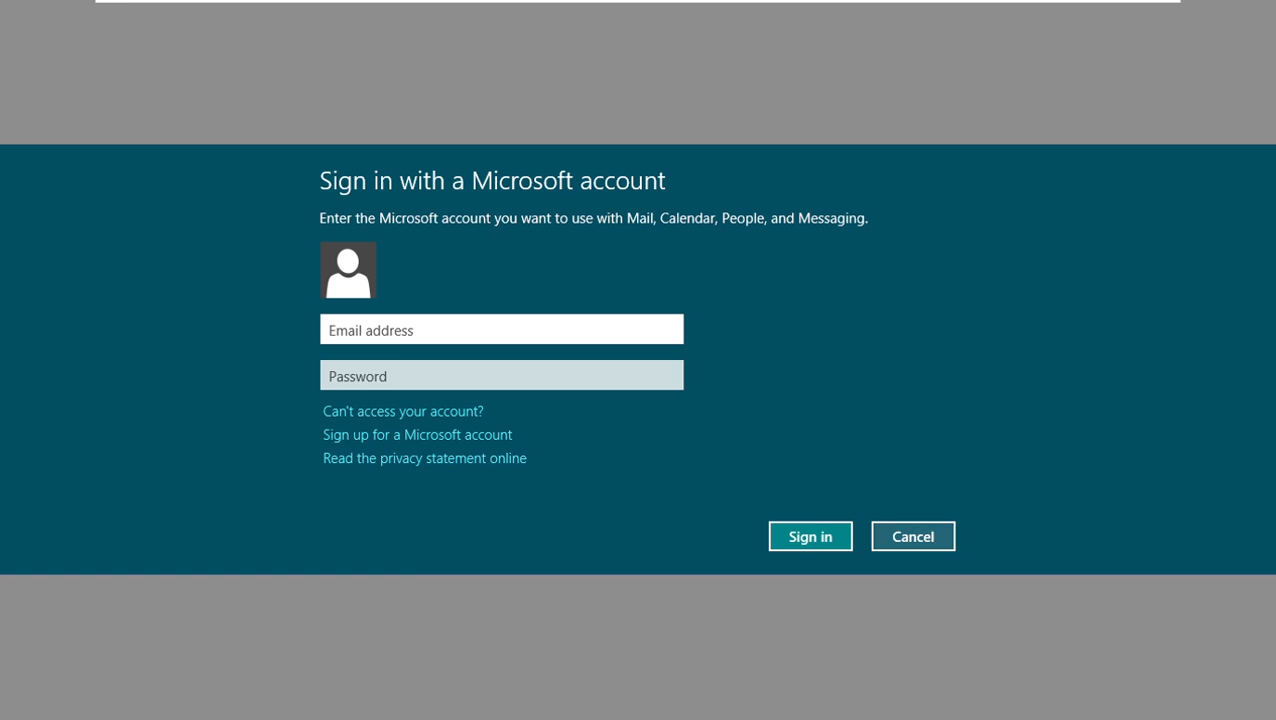 Sign in with a Microsoft account
Enter the Microsoft account you want to use with Mail, Calendar, People, and Messaging.
Email address
Password
Can't access your account?
Sign up for a Microsoft account
Read the privacy statement online
Sign in
Cancel